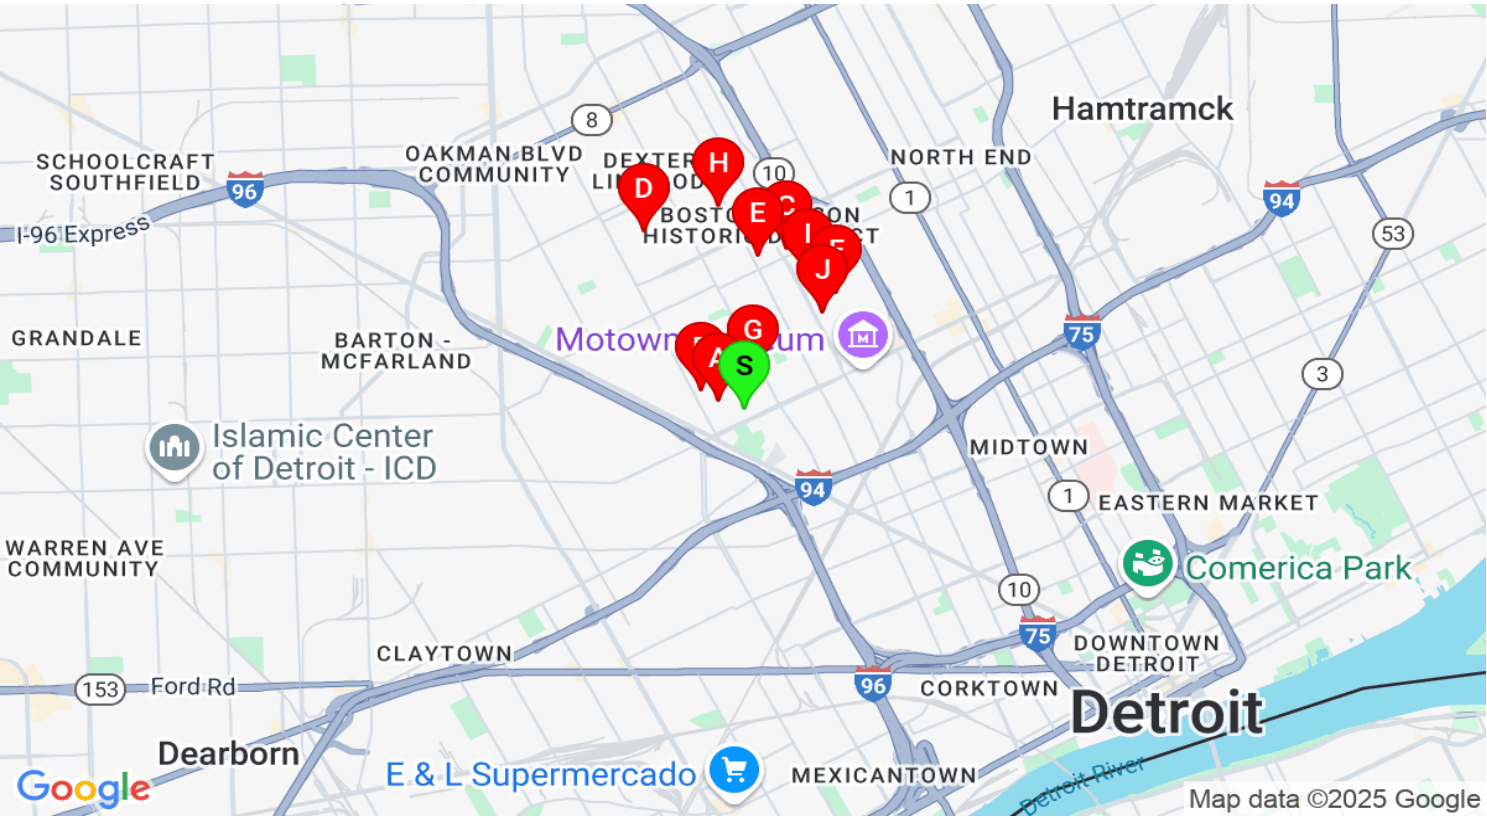 Hamtramck
8
OAKMAN BLVD
COMMUNITY
SCHOOLCRAFT
SOUTHFIELD
DEXTER
H
NORTH END
10
96
D
1
94
I-96 Express
E
C
I
J
53
GRANDALE
BARTON -
MCFARLAND
G
A
S
75
3
Islamic Center
of Detroit - ICD
MIDTOWN
94
1
EASTERN MARKET
WARREN AVE
COMMUNITY
Comerica Park
10
75
CLAYTOWN
DOWNTOWN
DETROIT
153
Ford Rd
96
CORKTOWN
Detroit
Dearborn
E & L Supermercado
MEXICANTOWN
Detroit River
Google
Map data ©2025 Google